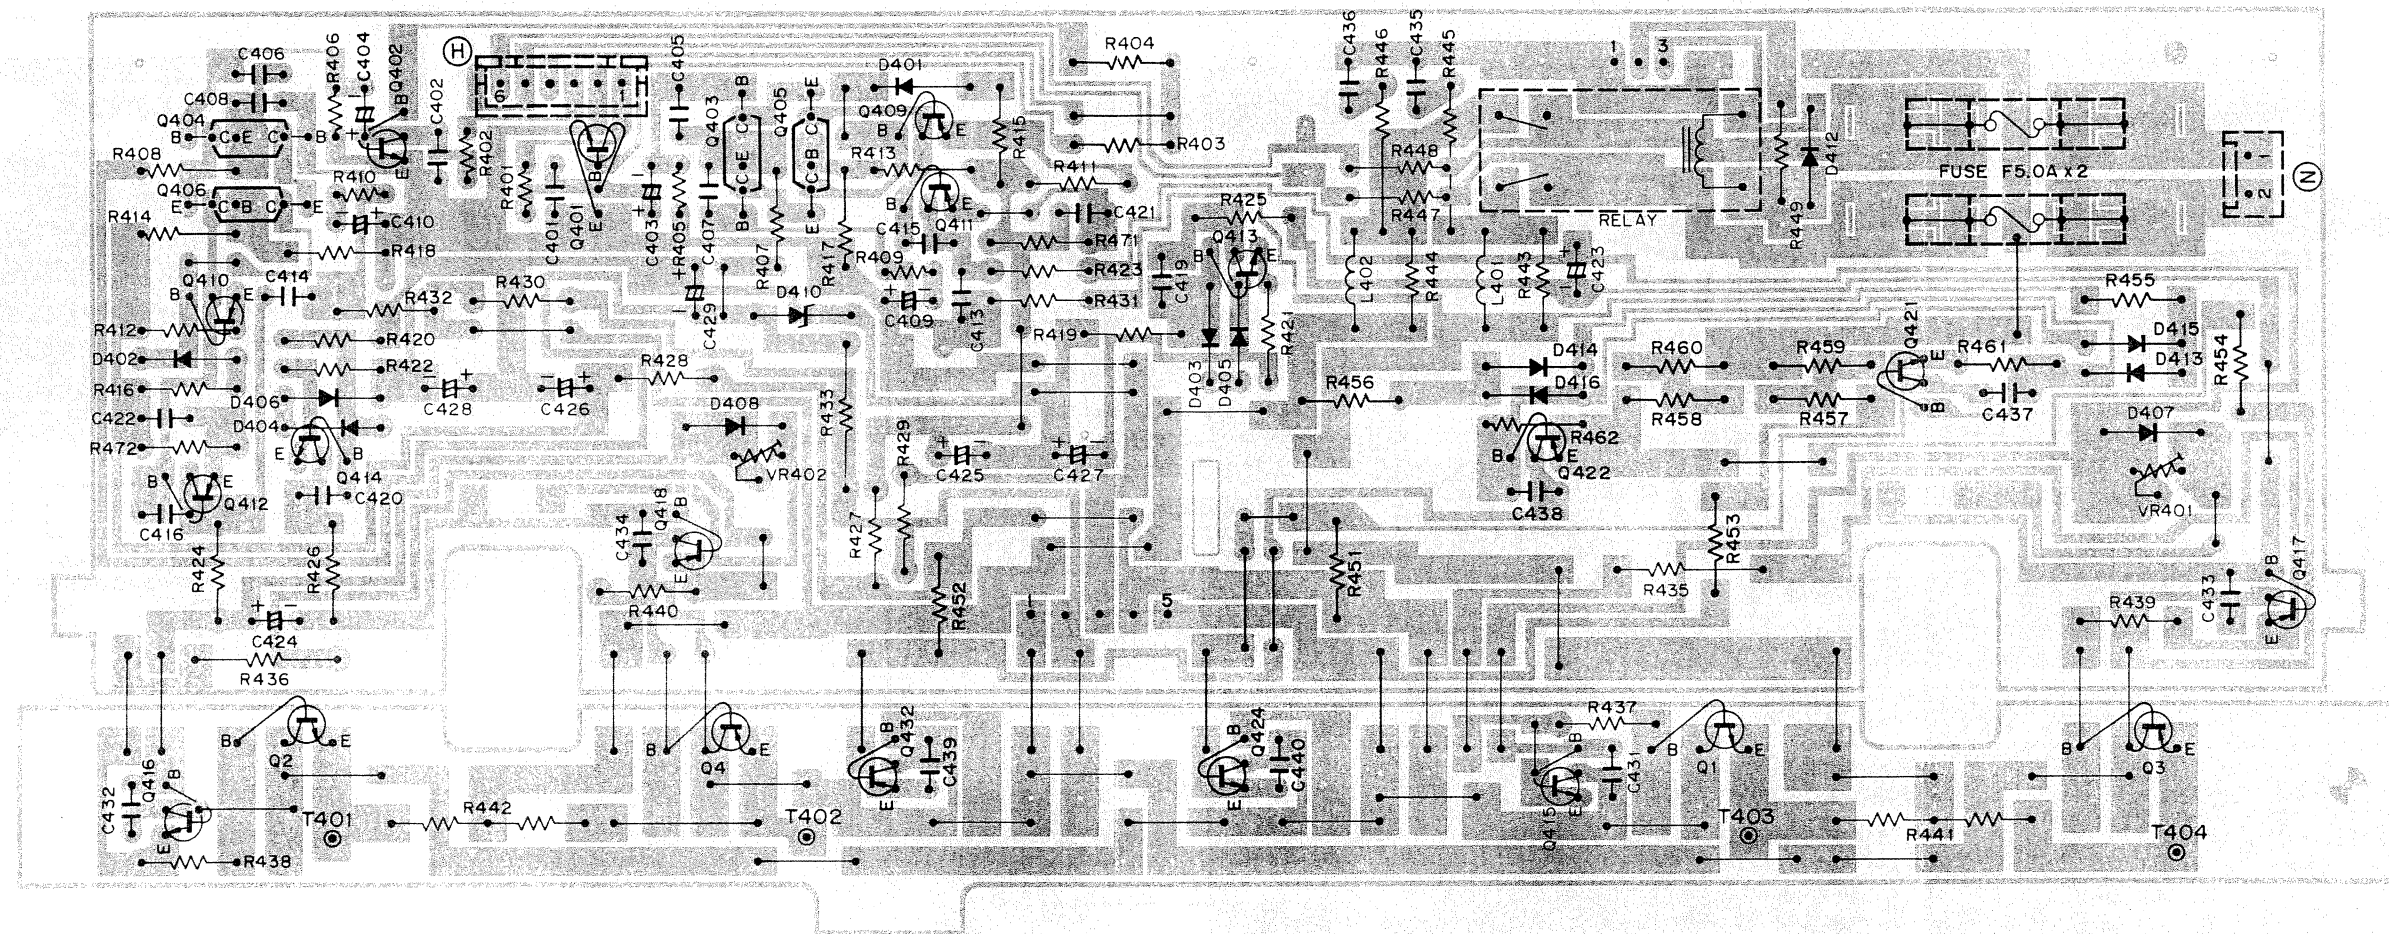 C406
R406
C404
Q402
H
C405
D401
R404
C436
R446
C435
R445
1 3
C408
Q404
B C E C B
B
E
C402
R402
6
1
Q403
B
C E C
B
Q405
E
C B C
E
Q409
B E
R415
R403
R408
Q406
E C B C E
R410
C410
R401
C401
B
Q401
E
C403
R405
C407
R413
R411
R448
R447
RELAY
D412
R449
FUSE F5.0A x 2
1
2
N
R414
R418
R407
R417
C415
Q411
B E
C421
R425
Q413
B E
R471
R409
R423
C419
Q410
B E
C414
R432
R430
C429
D410
C409
C413
R431
R419
L402
R444
L401
R443
C423
R421
D403
D405
R455
R412
D402
R420
R422
R416
C428
C426
R428
R433
R456
D414
D416
R460
R458
R459
R457
Q421
E
B
R461
C437
D415
D413
R454
C422
D406
D404
D408
VR402
R429
C425
C427
R462
B E
Q422
C438
D407
VR401
R472
B E
Q412
E B
Q414
C420
C416
R424
R426
C434
Q418
B
E
R427
R440
R452
1 5
R451
R453
R435
C433
B
Q417
E
R439
C424
R436
B E
Q2
B E
Q4
Q432
B
E
C439
Q424
B
E
C440
R437
C431
B
Q415
E
B E
Q1
B E
Q3
C432
Q416
B
E
R438
T401
R442
T402
T403
R441
T404